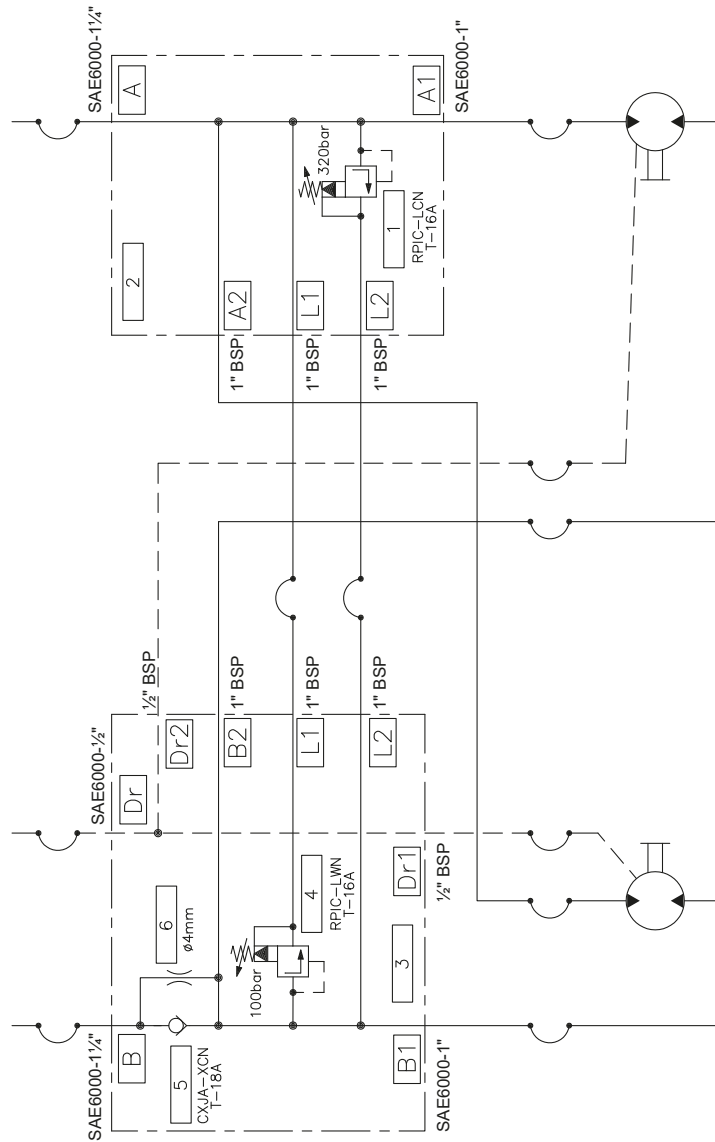 SAE6000-1¼"
A
2
320bar
1
RPIC-LCN
T-16A
A1
SAE6000-1"
A2
L1
L2
1" BSP
1" BSP
1" BSP
SAE6000-½"
½" BSP
Dr
Dr2
B2
L1
L2
1" BSP
1" BSP
1" BSP
SAE6000-1¼"
B
6
ø4mm
5
CXJA-XCN
T-18A
100bar
4
RPIC-LWN
T-16A
3
Dr1
½" BSP
B1
SAE6000-1"